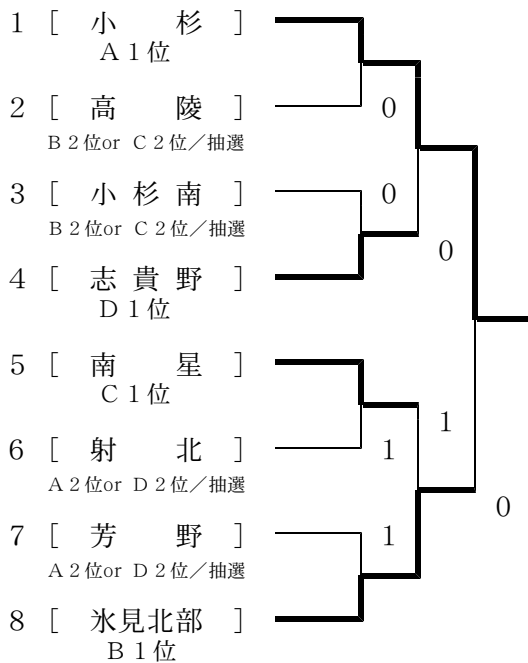 1 [ 小 杉 ]
A 1位
2 [ 高 陵 ]
B 2位or C 2位／抽選
0
3 [ 小 杉 南 ]
B 2位or C 2位／抽選
0
0
4 [ 志 貴 野 ]
D 1位
5 [ 南 星 ]
C 1位
1
6 [ 射 北 ]
A 2位or D 2位／抽選
1
7 [ 芳 野 ]
A 2位or D 2位／抽選
1
0
8 [ 氷見北部 ]
B 1位